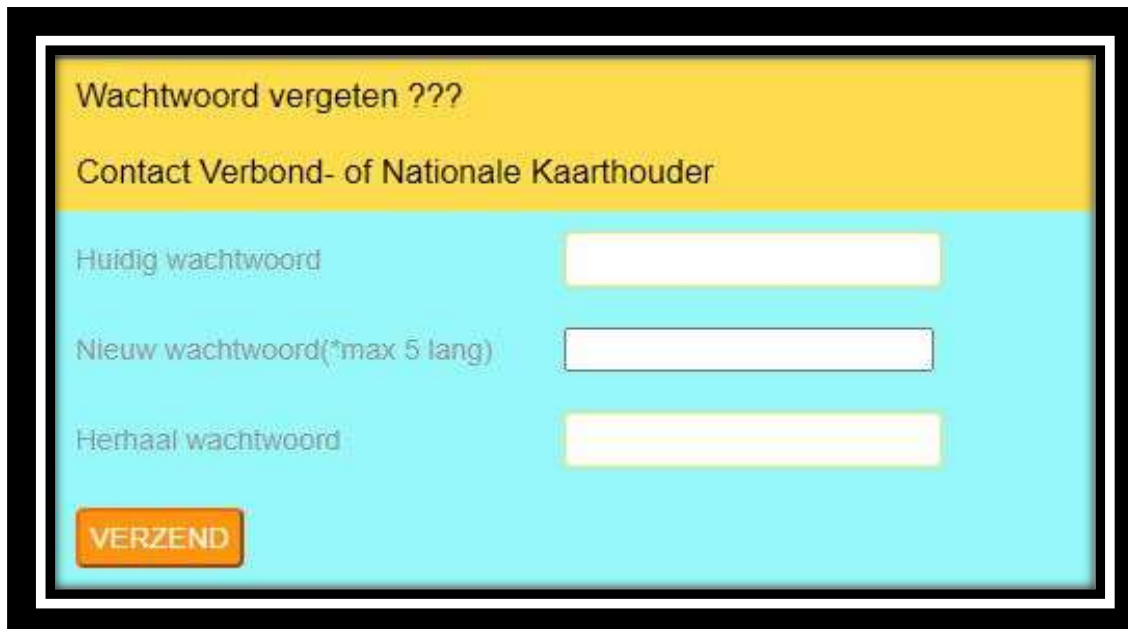 Wachtwoord vergeten ???
Contact Verbond- of Nationale Kaarthouder
Huidig wachtwoord
Nieuw wachtwoord(*max 5 lang)
Herhaal wachtwoord
VERZEND